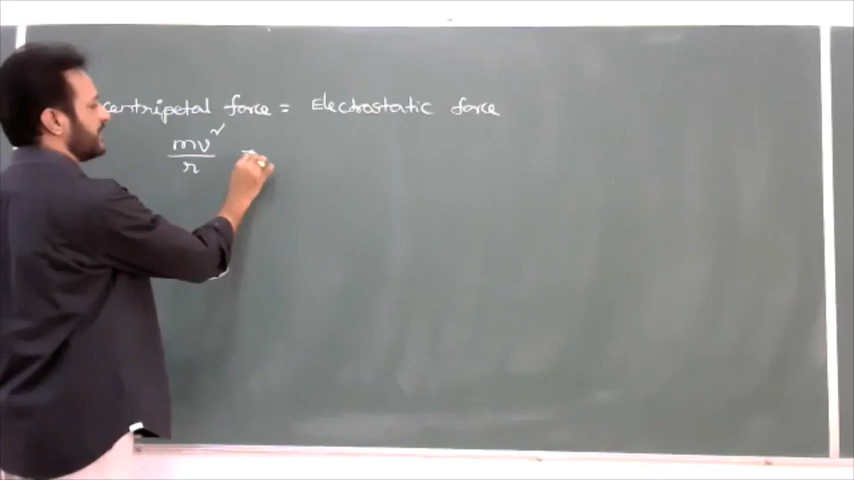 centripetal force = Electrostatic force
mv² / r =